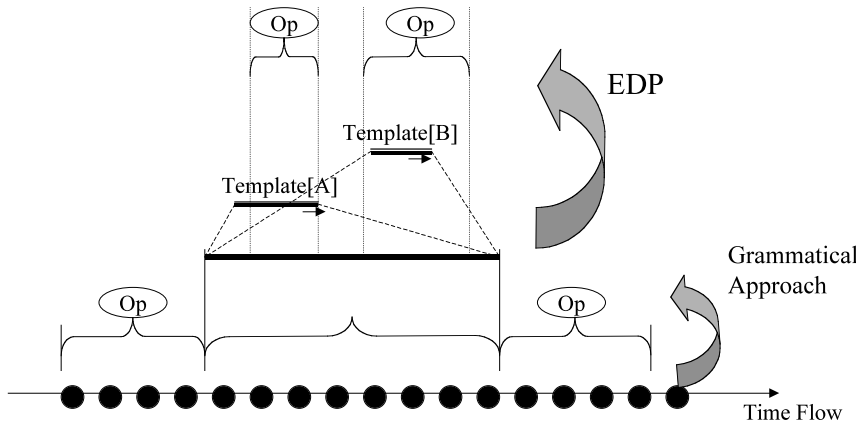 Op
Op
EDP
Template[B]
Template[A]
Grammatical
Approach
Op
Op
Time Flow